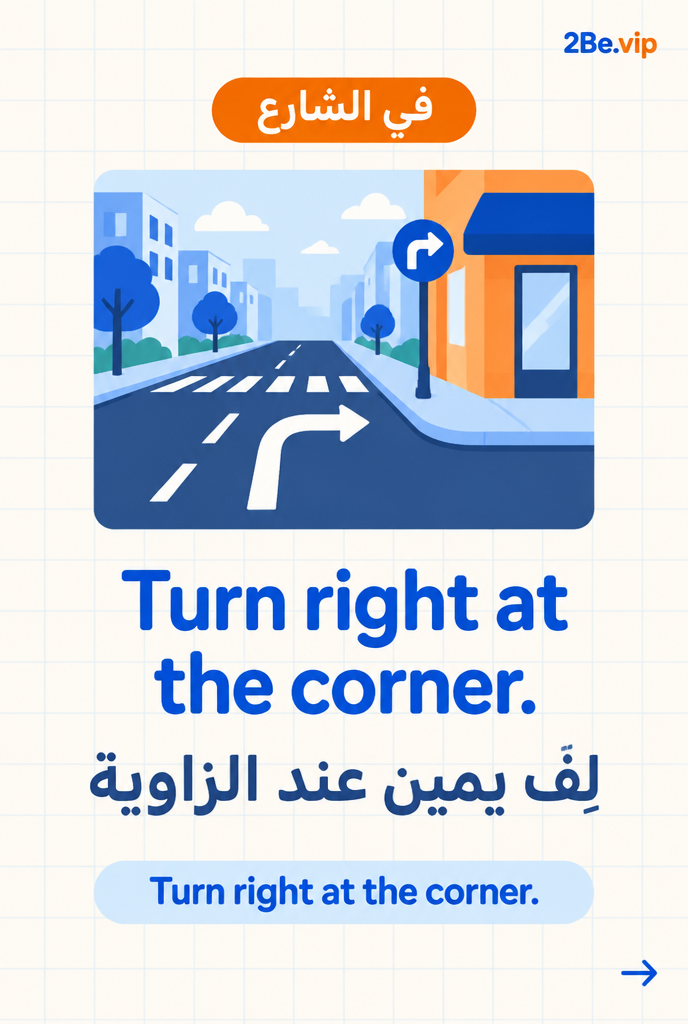 2Be.vip
في الشارع
Turn right at
the corner.
لِفَّ يمين عند الزاوية
Turn right at the corner.